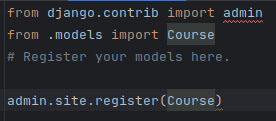 from django.contrib import admin
from .models import Course
# Register your models here.
admin.site.register(Course)